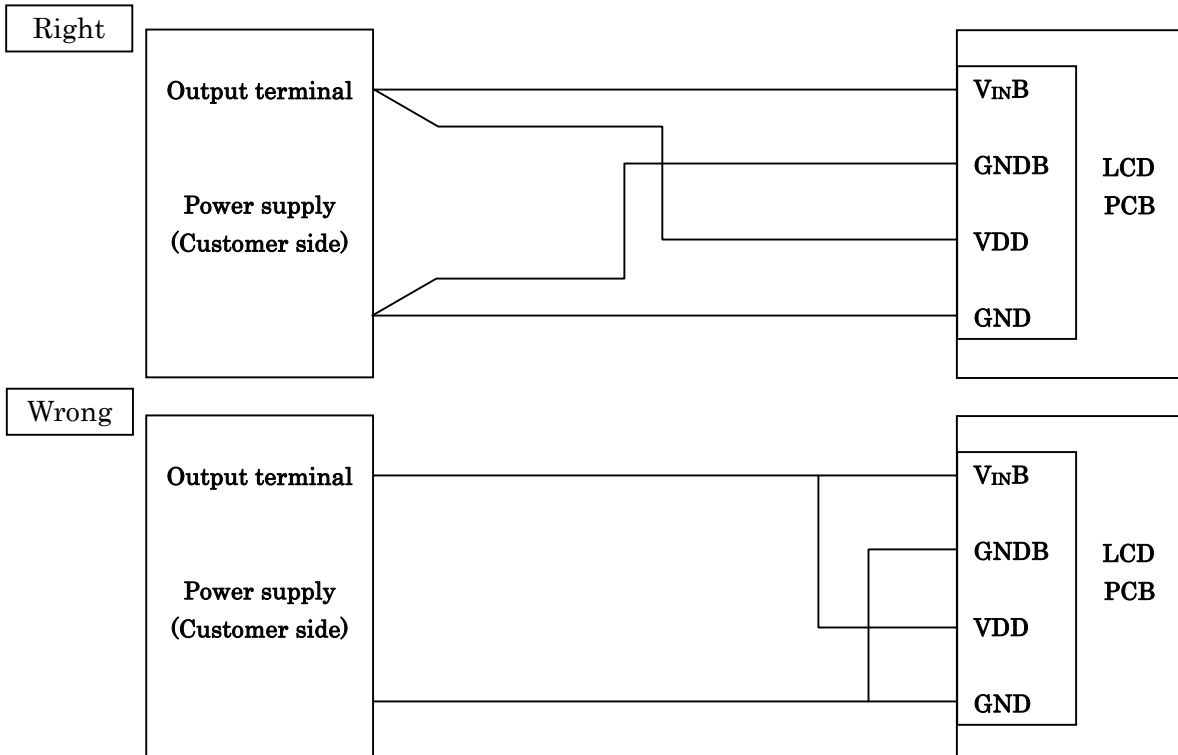 Right
Output terminal
Power supply
(Customer side)
VINB
GNDB
VDD
GND
LCD
PCB
Wrong
Output terminal
Power supply
(Customer side)
VINB
GNDB
VDD
GND
LCD
PCB